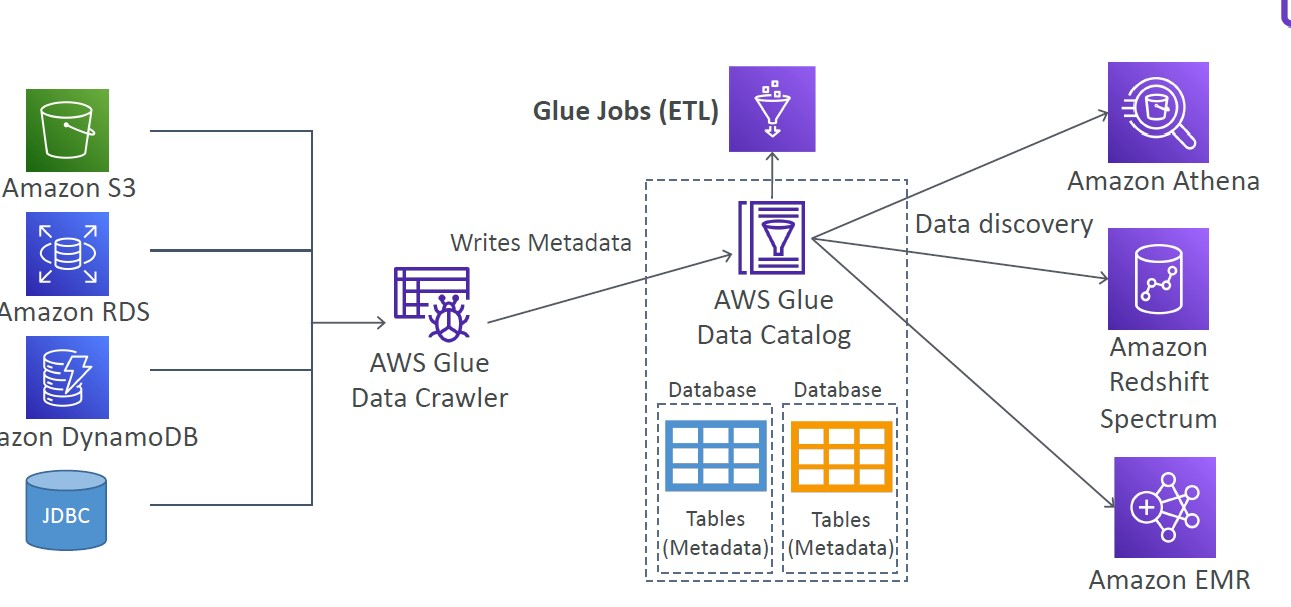 Glue Jobs (ETL)
Amazon S3
Amazon RDS
azon DynamoDB
JDBC
AWS Glue
Data Crawler
Writes Metadata
AWS Glue
Data Catalog
Database
Tables
(Metadata)
Database
Tables
(Metadata)
Data discovery
Amazon Athena
Amazon
Redshift
Spectrum
Amazon EMR